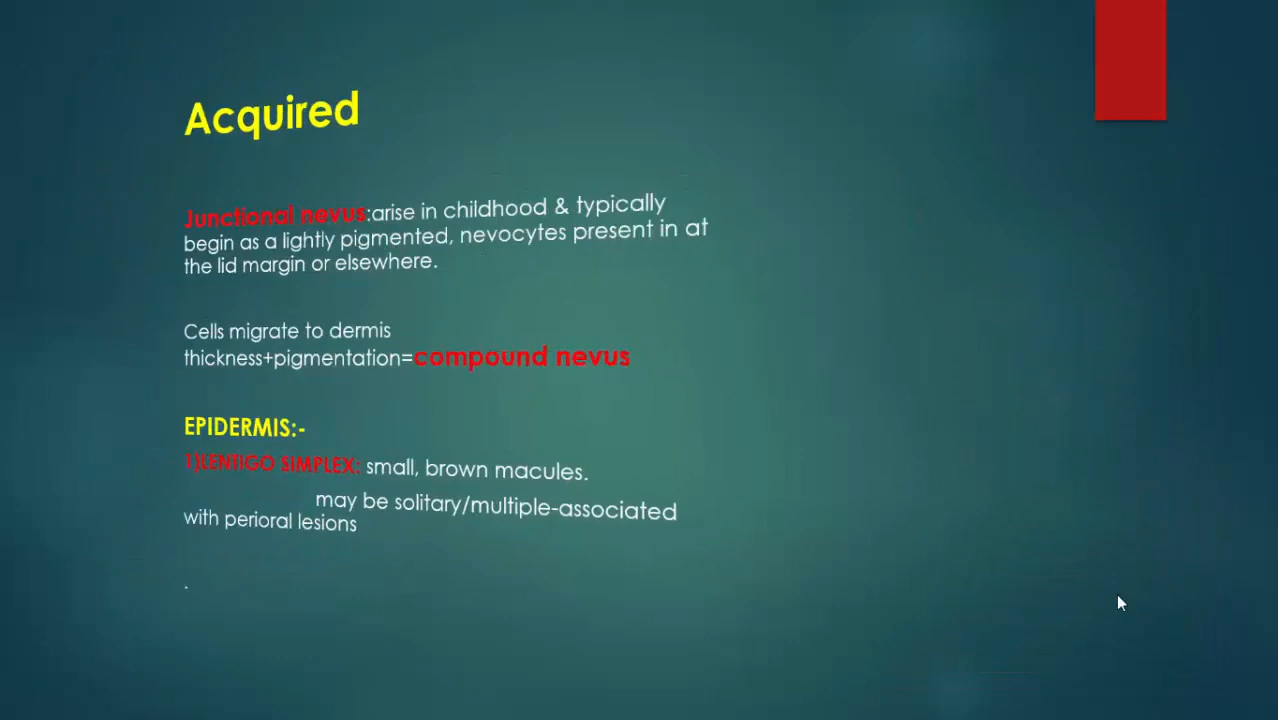 Acquired
Junctional nevus:arise in childhood & typically
begin as a lightly pigmented, nevocytes present in at
the lid margin or elsewhere.
Cells migrate to dermis
thickness+pigmentation=compound nevus
EPIDERMIS:-
1)LENTIGO SIMPLEX: small, brown macules.
may be solitary/multiple-associated
with perioral lesions
.